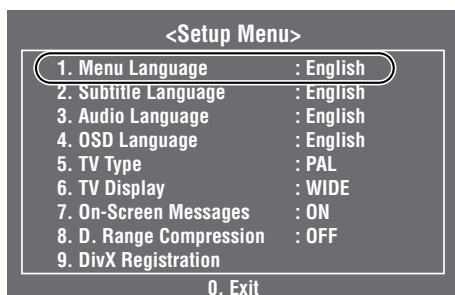 <Setup Menu>
1. Menu Language : English
2. Subtitle Language : English
3. Audio Language : English
4. OSD Language : English
5. TV Type : PAL
6. TV Display : WIDE
7. On-Screen Messages : ON
8. D. Range Compression : OFF
9. DivX Registration
0. Exit